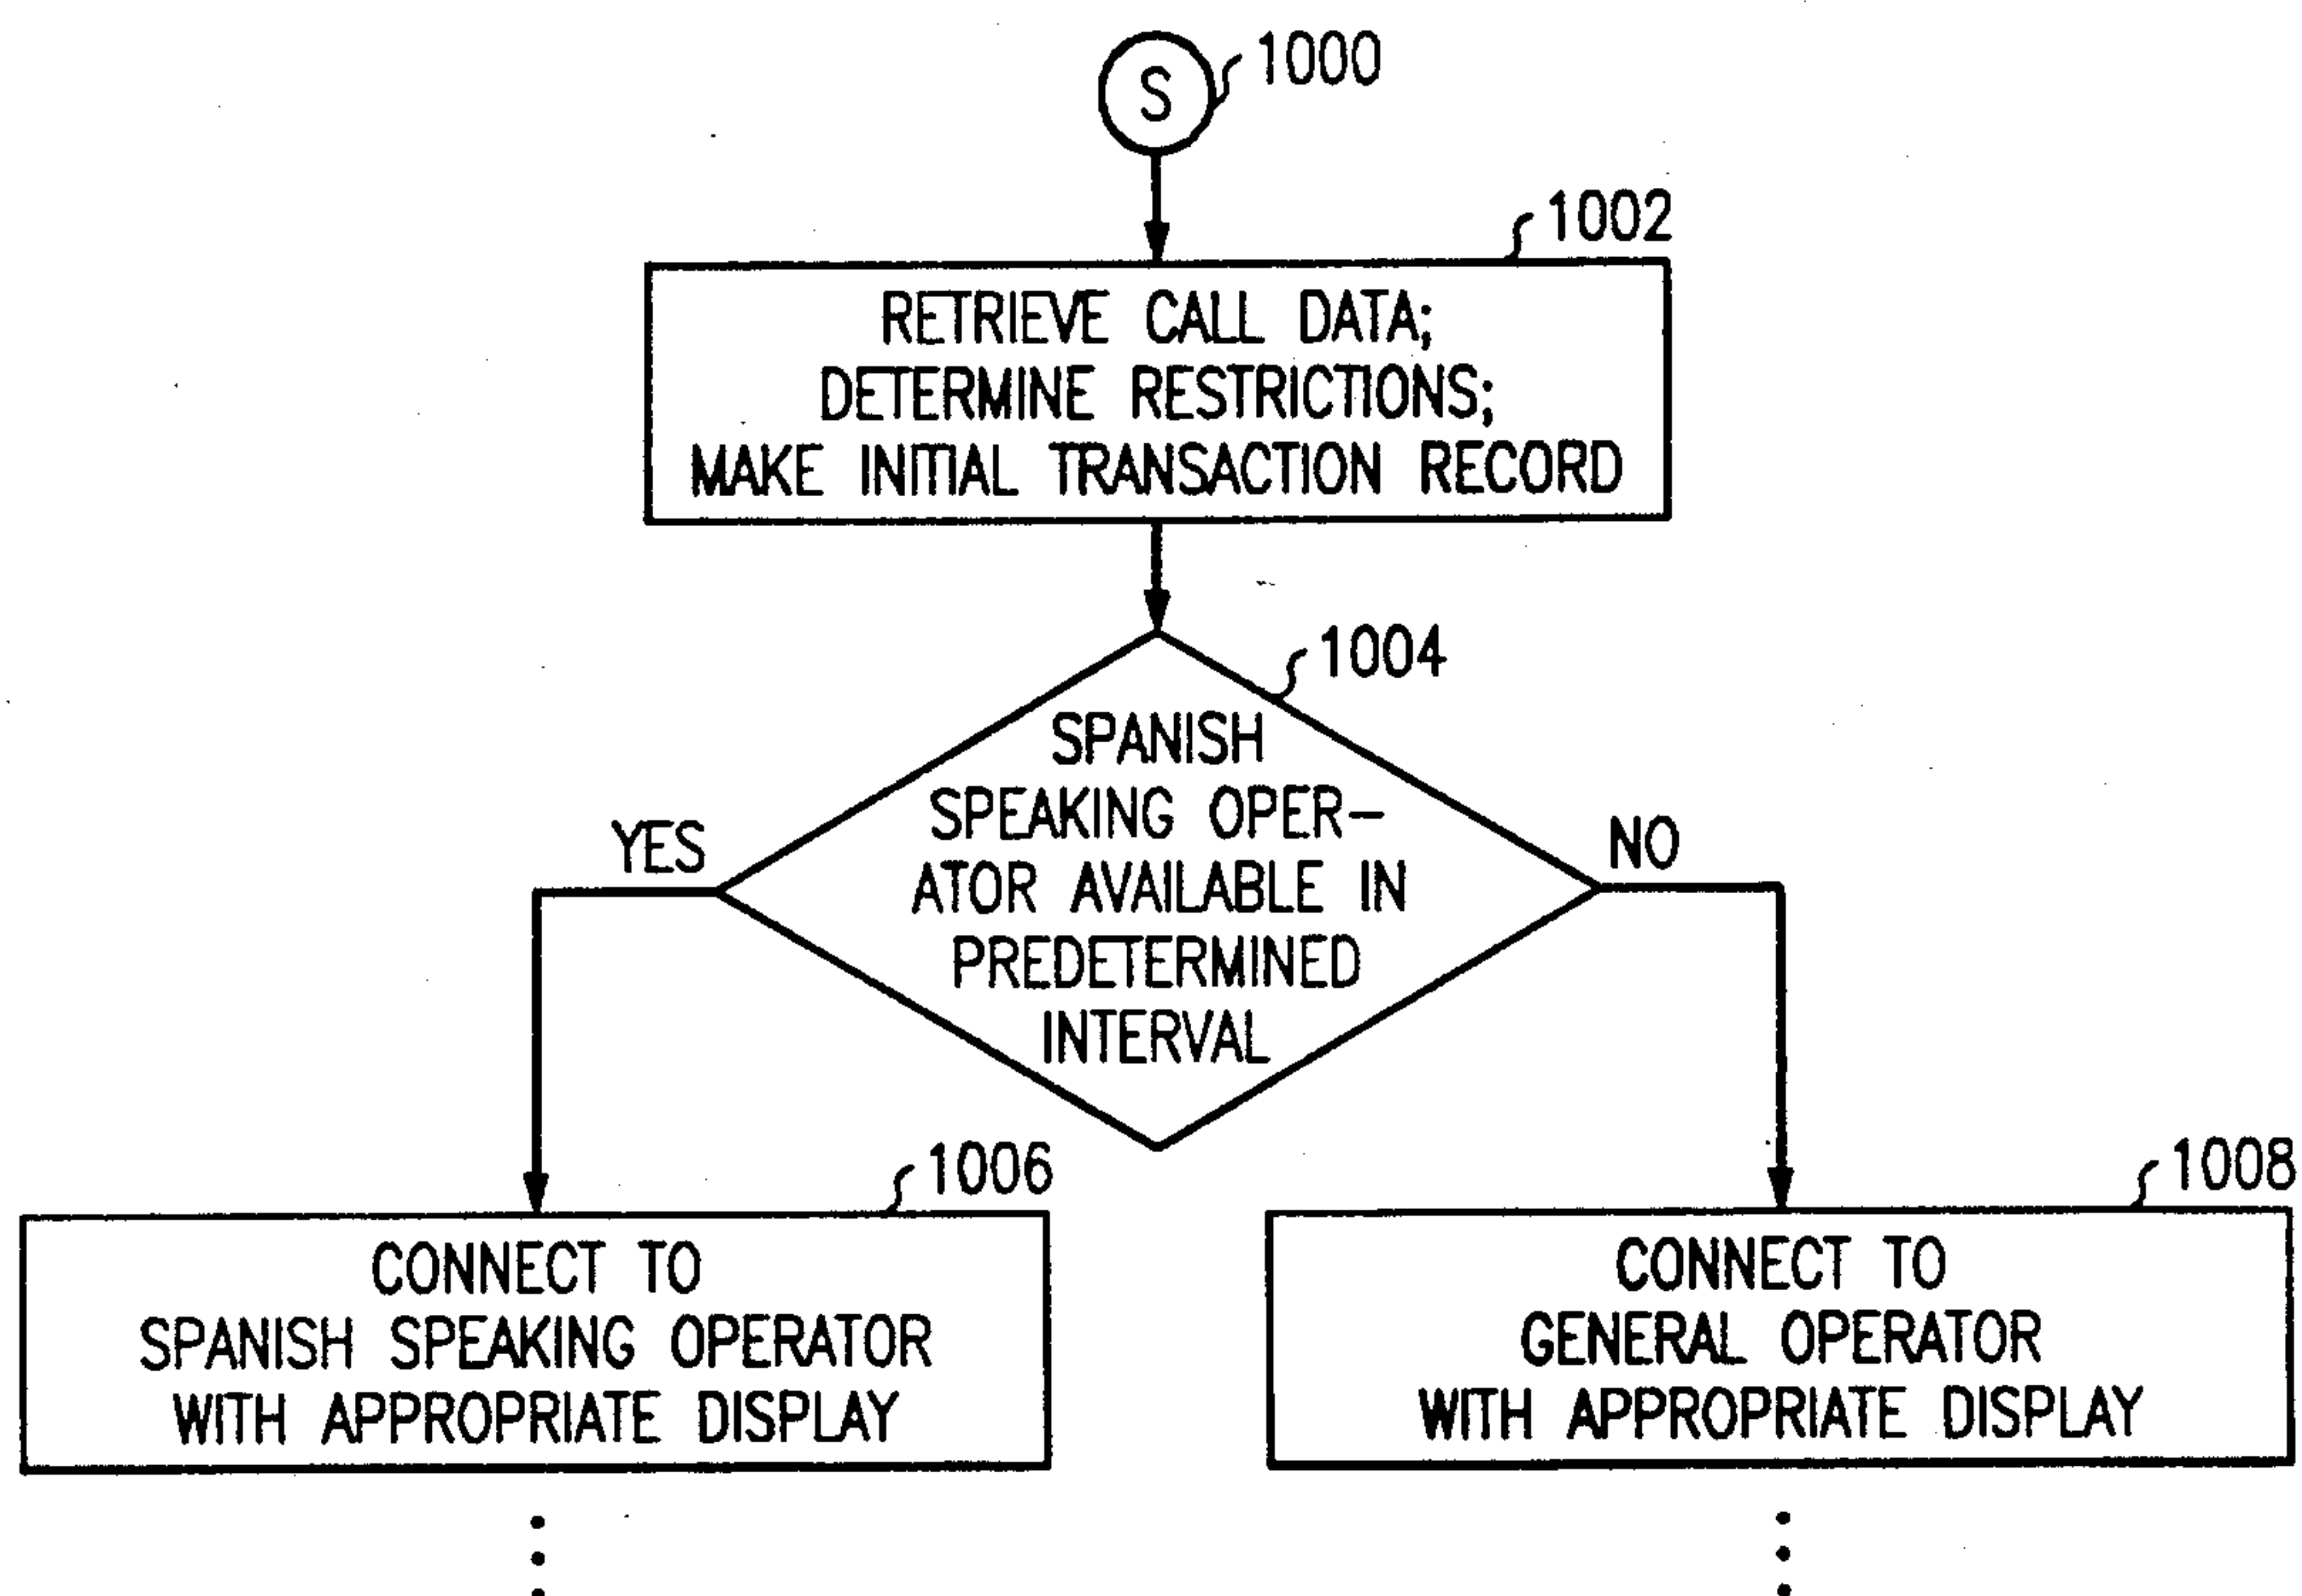 S
1000
1002
RETRIEVE CALL DATA;
DETERMINE RESTRICTIONS;
MAKE INITIAL TRANSACTION RECORD
1004
SPANISH
SPEAKING OPER-
ATOR AVAILABLE IN
PREDETERMINED
INTERVAL
YES
NO
1006
CONNECT TO
SPANISH SPEAKING OPERATOR
WITH APPROPRIATE DISPLAY
1008
CONNECT TO
GENERAL OPERATOR
WITH APPROPRIATE DISPLAY